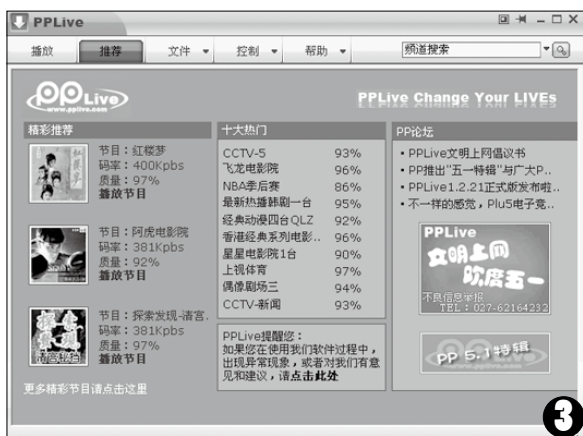 PPLive
播放 推荐 文件 控制 帮助 频道搜索
PPLive
www.pplive.com
PPLive Change Your LIVEs
精彩推荐
节目：红楼梦
码率：400Kpbs
质量：97%
播放节目
节目：阿虎电影院
码率：381Kpbs
质量：92%
播放节目
节目：探索发现-清宫.
码率：381Kpbs
质量：97%
播放节目
更多精彩节目请点击这里
十大热门
CCTV-5 93%
飞龙电影院 96%
NBA季后赛 86%
最新热播韩剧一台 95%
经典动漫四台QLZ 92%
香港经典系列电影.. 96%
星星电影院1台 90%
上视体育 97%
偶像剧场三 94%
CCTV-新闻 93%
PPLive提醒您：
如果您在使用我们软件过程中，
出现异常现象，或者对我们有意
见和建议，请点击此处
PP论坛
• PPLive文明上网倡议书
• PP推出"五一特辑"与广大P..
• PPLive1.2.21正式版发布啦..
• 不一样的感觉，Plu5电子竞..
PPLive
文明上网
欢度五一
不良信息举报
TEL：027-62164232
PP 5.1特辑
www.pplive.com
3